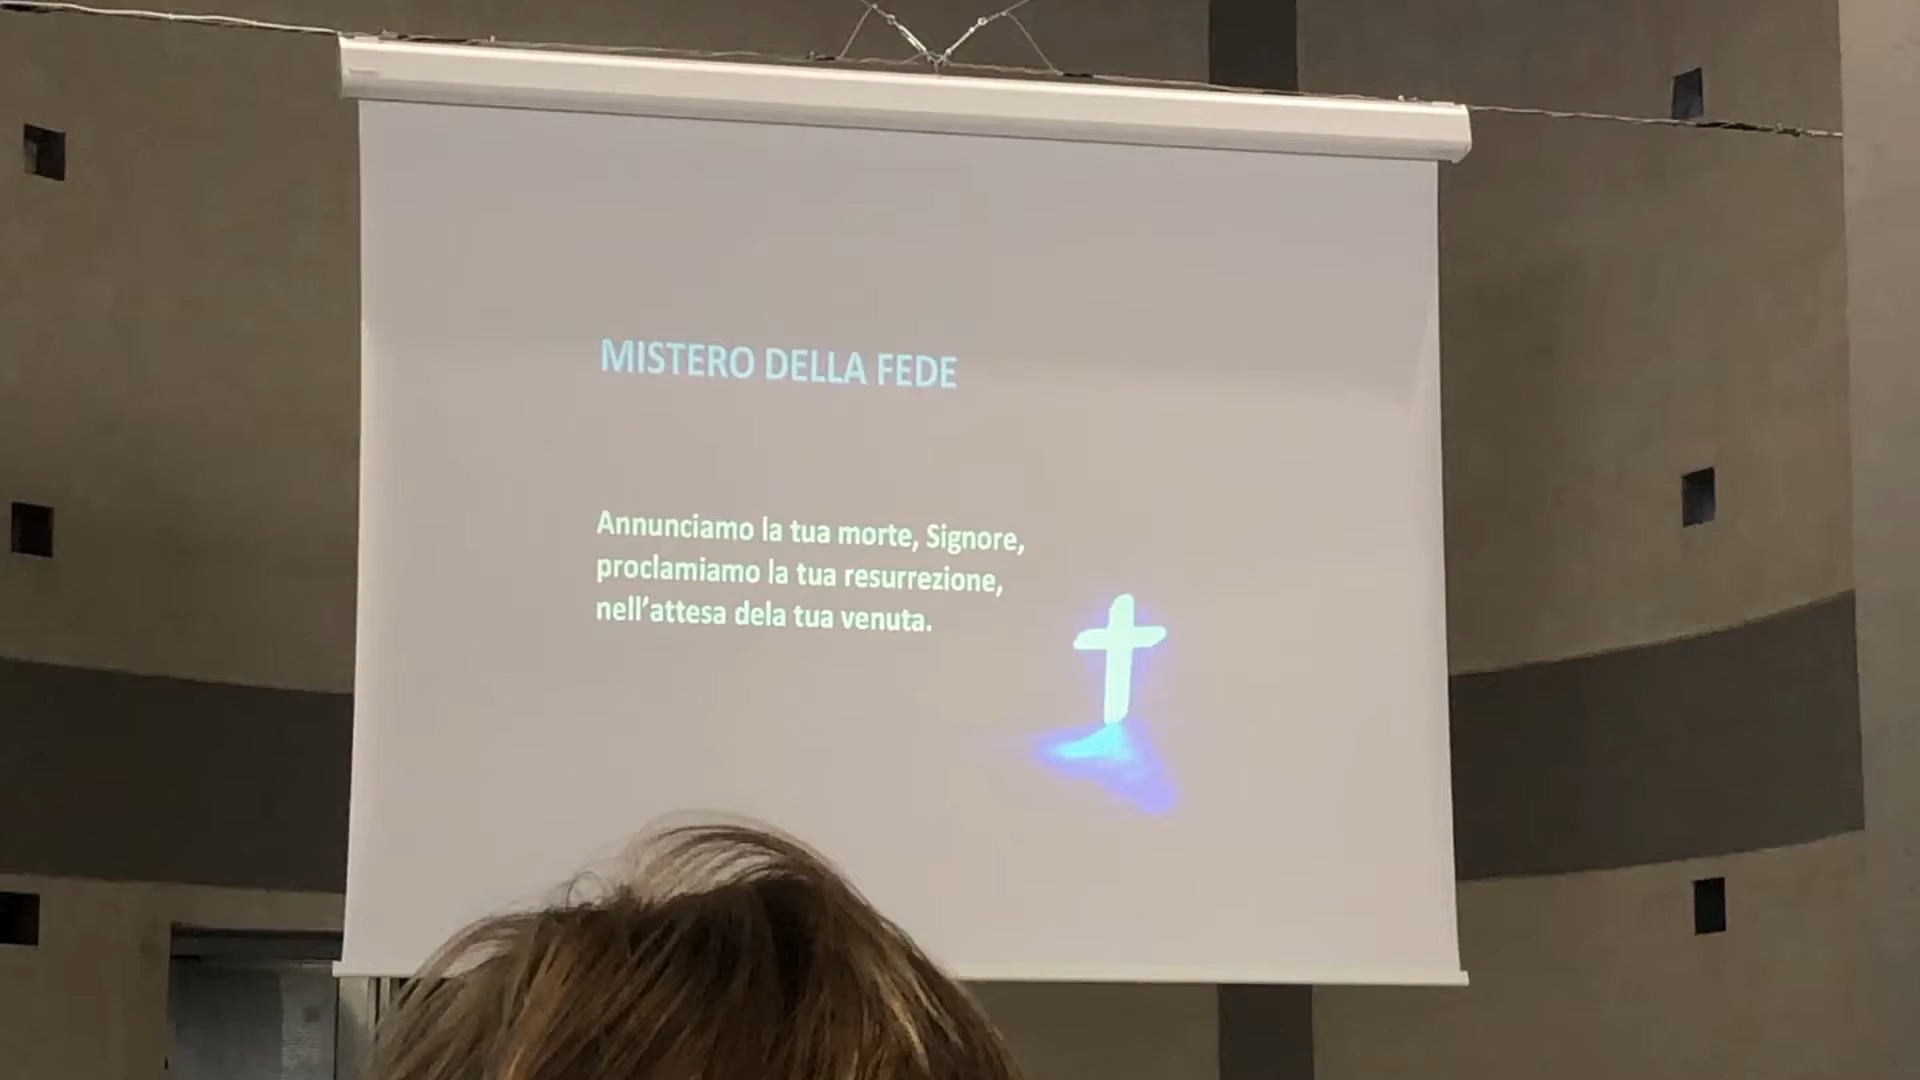 MISTERO DELLA FEDE
Annunciamo la tua morte, Signore,
proclamiamo la tua resurrezione,
nell'attesa dela tua venuta.